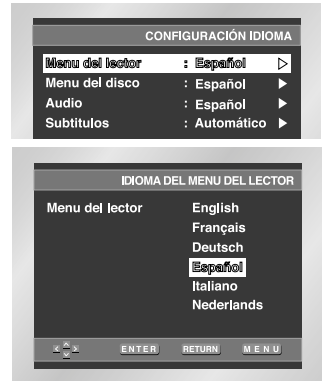 CONFIGURACIÓN IDIOMA
Menu del lector : Español
Menu del disco : Español
Audio : Español
Subtitulos : Automático
IDIOMA DEL MENU DEL LECTOR
Menu del lector English
Français
Deutsch
Español
Italiano
Nederlands
ENTER RETURN MENU